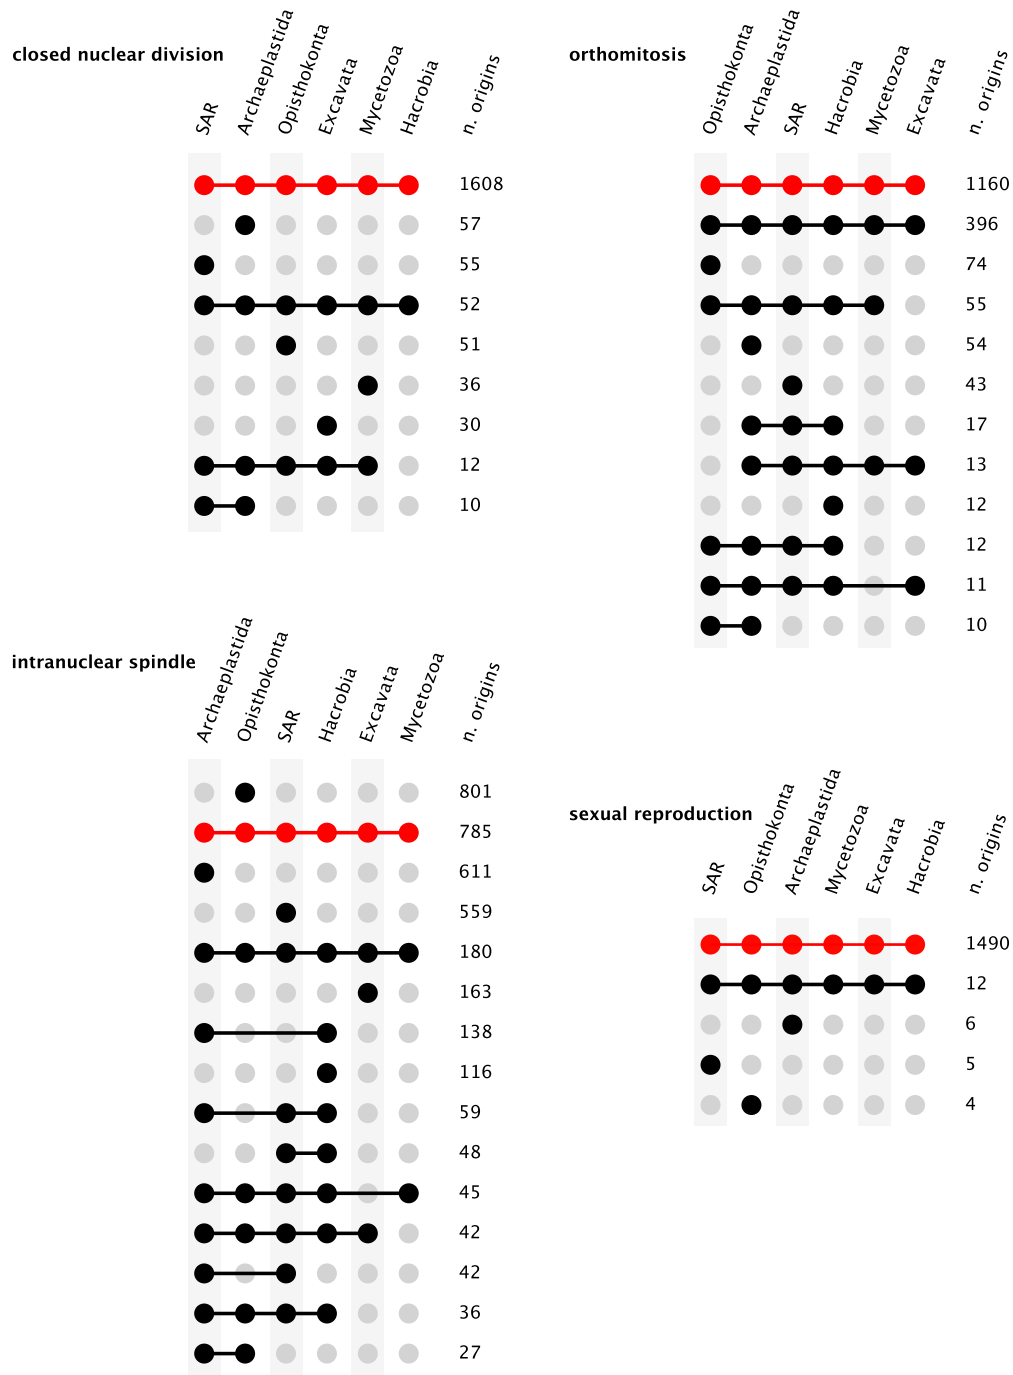 closed nuclear division
SAR
Archaeplastida
Opisthokonta
Excavata
Mycetozoa
Hacrobia
n. origins
1608
57
55
52
51
36
30
12
10
orthomitosis
Opisthokonta
Archaeplastida
SAR
Hacrobia
Mycetozoa
Excavata
n. origins
1160
396
74
55
54
43
17
13
12
12
11
10
intranuclear spindle
Archaeplastida
Opisthokonta
SAR
Hacrobia
Excavata
Mycetozoa
n. origins
801
785
611
559
180
163
138
116
59
48
45
42
42
36
27
sexual reproduction
SAR
Opisthokonta
Archaeplastida
Mycetozoa
Excavata
Hacrobia
n. origins
1490
12
6
5
4